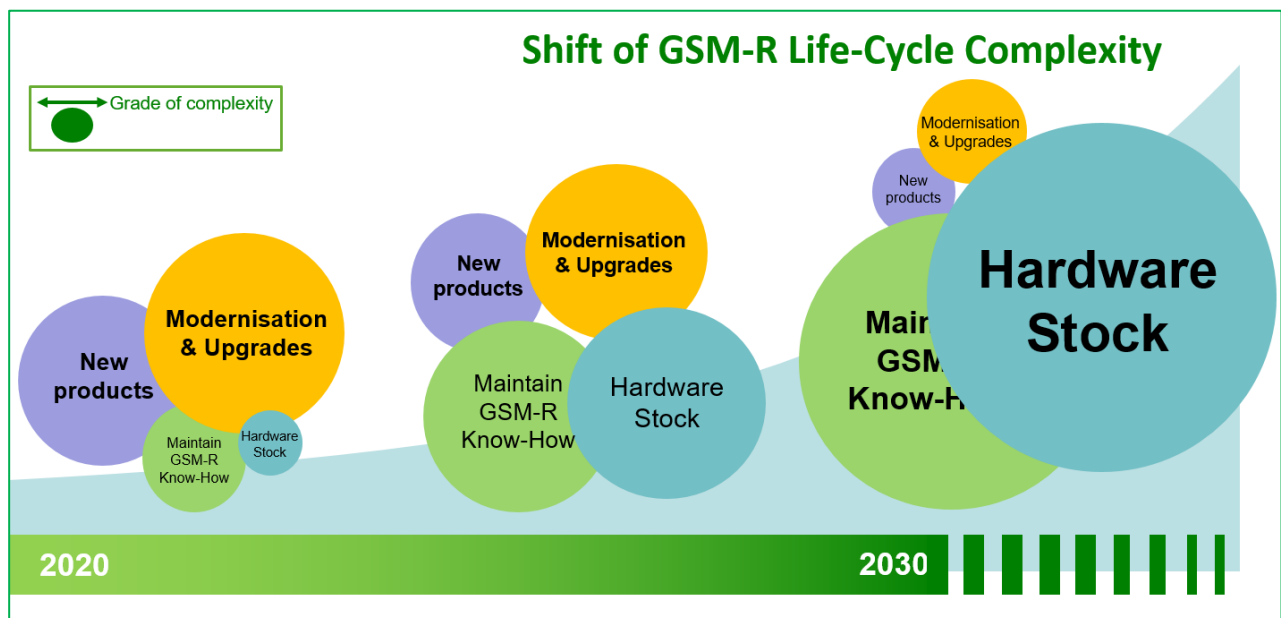 Shift of GSM-R Life-Cycle Complexity
Grade of complexity
New
products
Modernisation
& Upgrades
Maintain
GSM-R
Know-How
Hardware
Stock
New
products
Modernisation
& Upgrades
Maintain
GSM-R
Know-How
Hardware
Stock
Modernisation
& Upgrades
New
products
Hardware
Stock
2020
2030